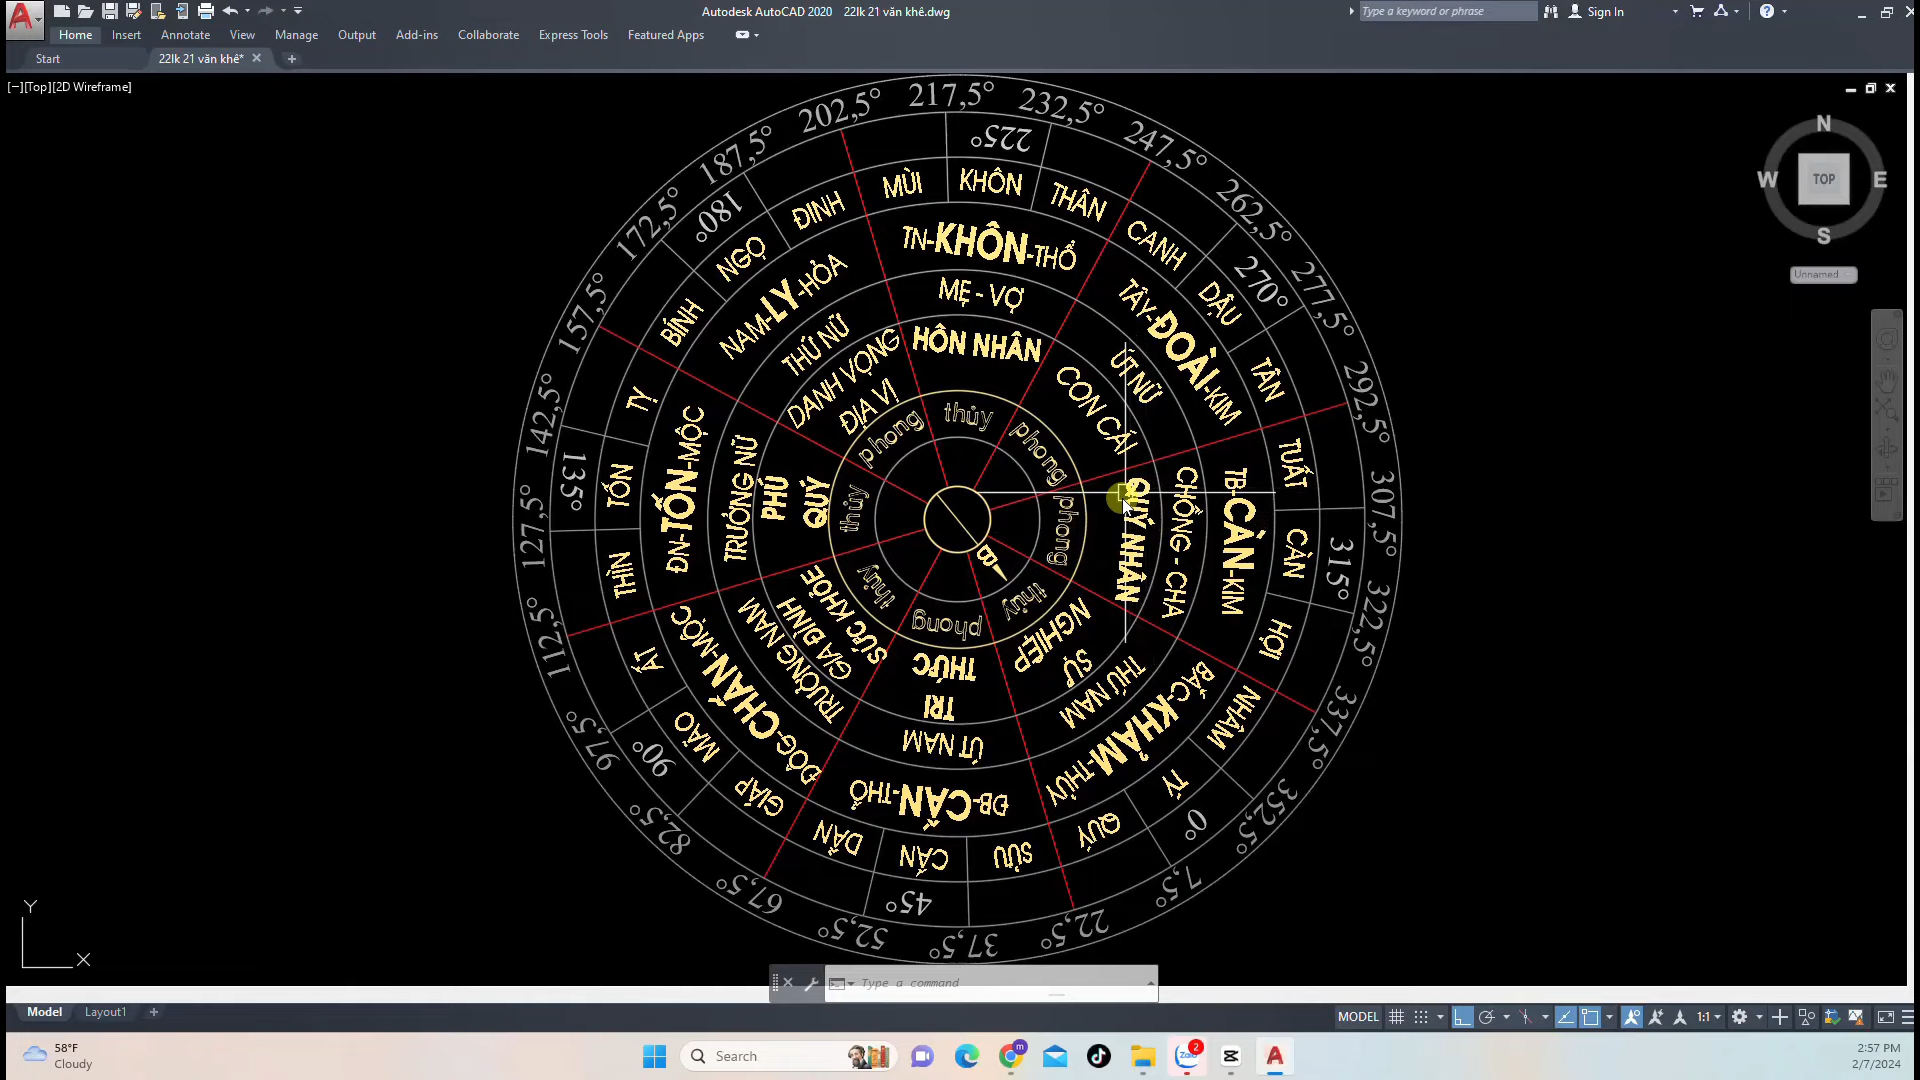 Autodesk AutoCAD 2020 22lk 21 văn khê.dwg
Type a keyword or phrase
Sign In
Home Insert Annotate View Manage Output Add-ins Collaborate Express Tools Featured Apps
Start
22lk 21 văn khê*
[−][Top][2D Wireframe]
N
W TOP E
S
Unnamed
217,5°
232,5°
247,5°
262,5°
277,5°
292,5°
307,5°
322,5°
337,5°
352,5°
7,5°
22,5°
37,5°
52,5°
67,5°
82,5°
97,5°
112,5°
127,5°
142,5°
157,5°
172,5°
187,5°
202,5°
225°
270°
315°
0°
45°
90°
135°
180°
MÙI
KHÔN
THÂN
CANH
DẬU
TÂN
TUẤT
CÀN
HỢI
NHÂM
TÝ
QUÝ
SỬU
CẤN
DẦN
GIÁP
MÃO
ẤT
THÌN
TỐN
TỴ
BÍNH
NGỌ
ĐINH
TN-KHÔN-THỔ
TÂY-ĐOÀI-KIM
TB-CÀN-KIM
BẮC-KHẢM-THỦY
ĐB-CẤN-THỔ
ĐÔG-CHẤN-MỘC
ĐN-TỐN-MỘC
NAM-LY-HỎA
MẸ - VỢ
ÚT NỮ
CHỒNG - CHA
THỨ NAM
ÚT NAM
TRƯỞNG NAM
TRƯỞNG NỮ
THỨ NỮ
HÔN NHÂN
CON CÁI
QUÝ NHÂN
SỰ
NGHIỆP
TRI
THỨC
GIA ĐÌNH
SỨC KHỎE
PHÚ
QUÝ
DANH VỌNG
ĐỊA VỊ
thủy
phong
phong
thủy
phong
thủy
thủy
phong
B
Y
X
Type a command
Model Layout1
MODEL
1:1
58°F
Cloudy
Search
m
Zalo
2
2:57 PM
2/7/2024